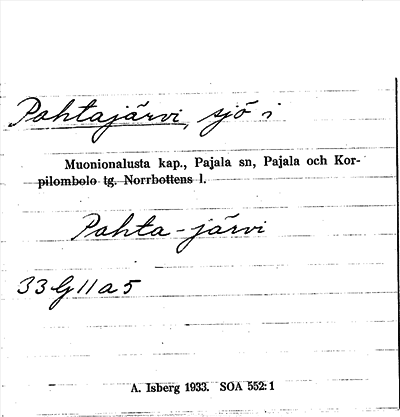 Pahtajärvi, sjö i
Muonionalusta kap., Pajala sn, Pajala och Kor-
pilombolo tg. Norrbottens l.
Pahta-järvi
33 G 11 a 5
A. Isberg 1933. SOA 552:1